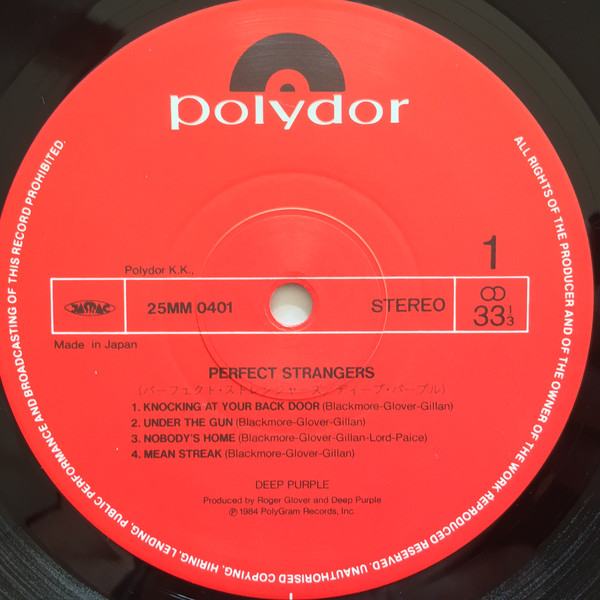 polydor
1
Polydor K.K.,
JASRAC
25MM 0401
STEREO
33 1/3
Made in Japan
PERFECT STRANGERS
(パーフェクト・ストレンジャーズ/ディープ・パープル)
1. KNOCKING AT YOUR BACK DOOR (Blackmore-Glover-Gillan)
2. UNDER THE GUN (Blackmore-Glover-Gillan)
3. NOBODY'S HOME (Blackmore-Glover-Gillan-Lord-Paice)
4. MEAN STREAK (Blackmore-Glover-Gillan)
DEEP PURPLE
Produced by Roger Glover and Deep Purple
℗ 1984 PolyGram Records, Inc
ALL RIGHTS OF THE PRODUCER AND OF THE OWNER OF THE WORK REPRODUCED RESERVED. UNAUTHORISED COPYING, HIRING, LENDING, PUBLIC PERFORMANCE AND BROADCASTING OF THIS RECORD PROHIBITED.